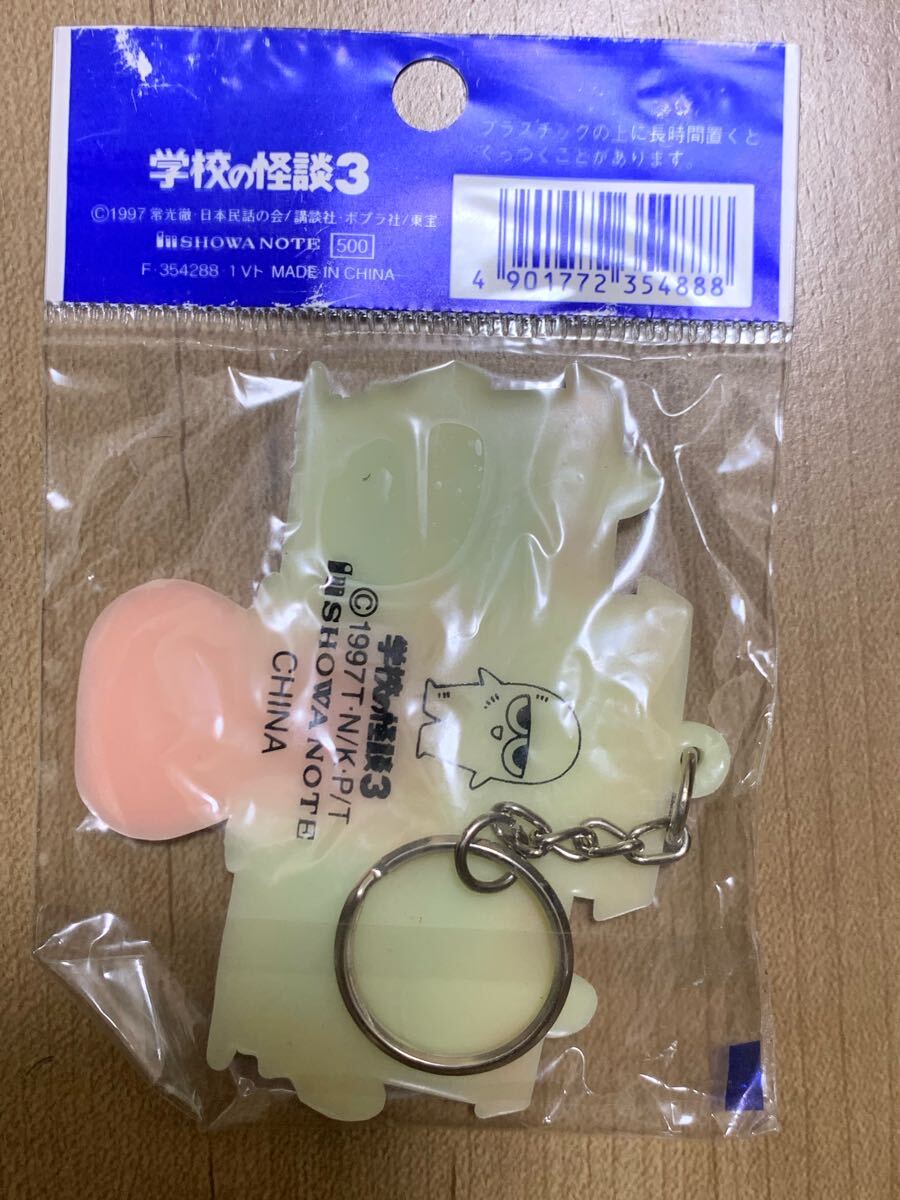 学校の怪談3
©1997 常光徹・日本民話の会/講談社・ポプラ社/東宝
SHOWA NOTE 500
F・354288・1Vト MADE IN CHINA
プラスチックの上に長時間置くと
くっつくことがあります。
4 901772 354888
学校の怪談3
©1997 T・N/K・P/T
SHOWA NOTE
CHINA